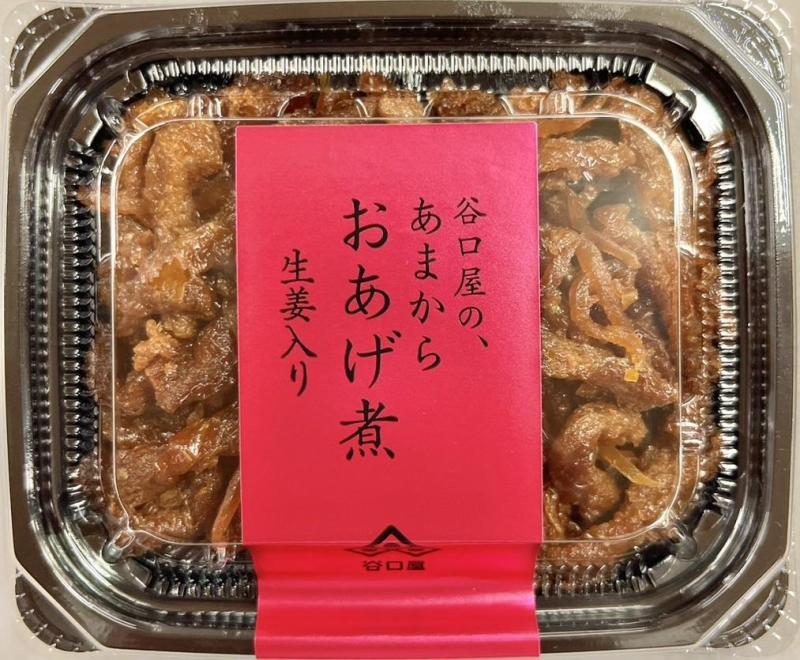 谷口屋の、
あまから
おあげ煮
生姜入り
谷口屋